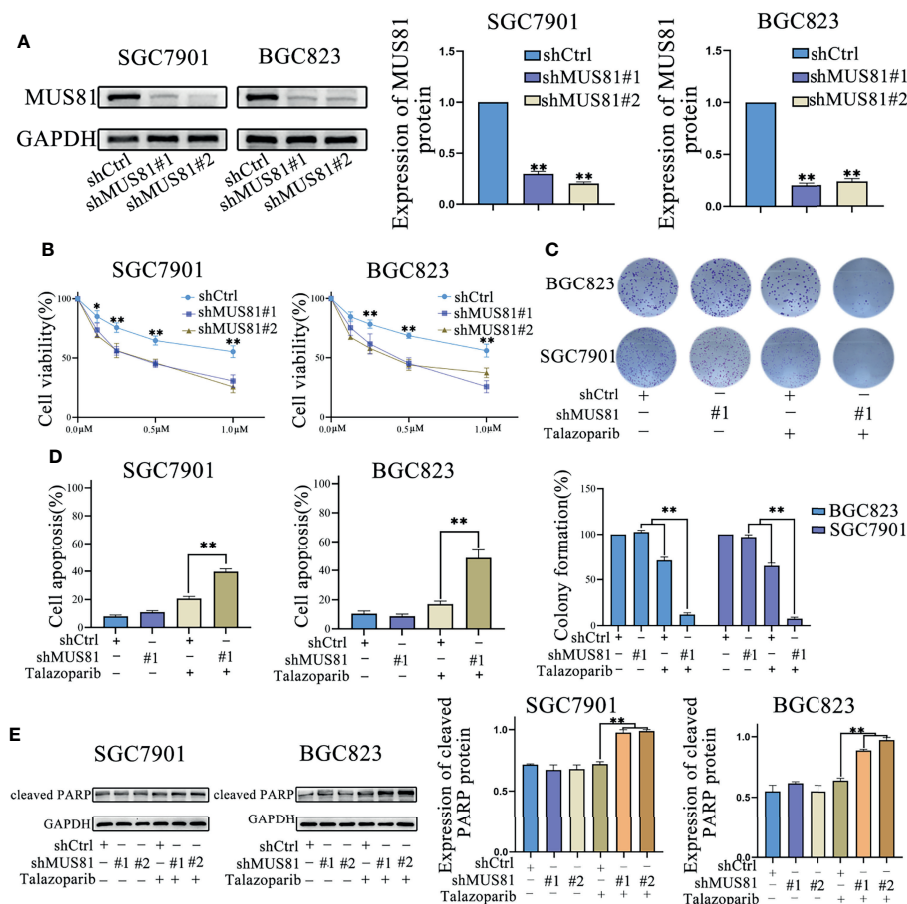 A
SGC7901 BGC823
MUS81
GAPDH
shCtrl shMUS81#1 shMUS81#2 shCtrl shMUS81#1 shMUS81#2
SGC7901
Expression of MUS81 protein
1.5
1.0
0.5
0.0
shCtrl
shMUS81#1
shMUS81#2
** **
BGC823
Expression of MUS81 protein
1.5
1.0
0.5
0.0
** **
B
SGC7901
Cell viability(%)
100
50
0
0.0μM 0.5μM 1.0μM
* ** ** **
shCtrl
shMUS81#1
shMUS81#2
BGC823
Cell viability(%)
100
50
0
0.0μM 0.5μM 1.0μM
** ** **
shCtrl
shMUS81#1
shMUS81#2
C
BGC823
SGC7901
shCtrl + − + −
shMUS81 − #1 − #1
Talazoparib − − + +
Colony formation(%)
150
100
50
0
** **
BGC823
SGC7901
shCtrl + − + − + − + −
shMUS81 − #1 − #1 − #1 − #1
Talazoparib − − + + − − + +
D
SGC7901
Cell apoptosis(%)
80
60
40
20
0
**
shCtrl + − + −
shMUS81 − #1 − #1
Talazoparib − − + +
BGC823
Cell apoptosis(%)
80
60
40
20
0
**
shCtrl + − + −
shMUS81 − #1 − #1
Talazoparib − − + +
E
SGC7901
cleaved PARP
GAPDH
shCtrl + − − + − −
shMUS81 − #1 #2 − #1 #2
Talazoparib − − − + + +
BGC823
cleaved PARP
GAPDH
shCtrl + − − + − −
shMUS81 − #1 #2 − #1 #2
Talazoparib − − − + + +
SGC7901
Expression of cleaved PARP protein
1.0
0.5
0.0
**
shCtrl + − − + − −
shMUS81 − #1 #2 − #1 #2
Talazoparib − − − + + +
BGC823
Expression of cleaved PARP protein
1.0
0.5
0.0
**
shCtrl + − − + − −
shMUS81 − #1 #2 − #1 #2
Talazoparib − − − + + +